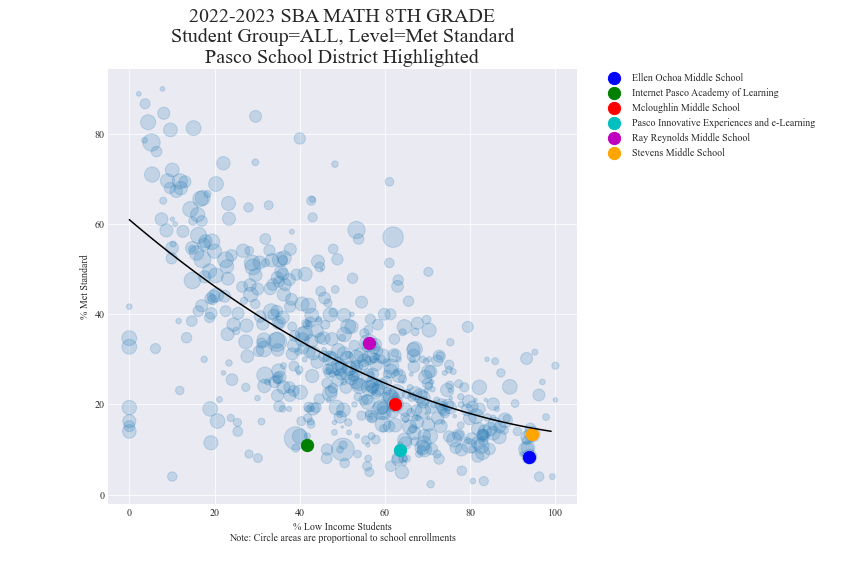 2022-2023 SBA MATH 8TH GRADE
Student Group=ALL, Level=Met Standard
Pasco School District Highlighted
Ellen Ochoa Middle School
Internet Pasco Academy of Learning
Mcloughlin Middle School
Pasco Innovative Experiences and e-Learning
Ray Reynolds Middle School
Stevens Middle School
% Met Standard
80
60
40
20
0
0 20 40 60 80 100
% Low Income Students
Note: Circle areas are proportional to school enrollments